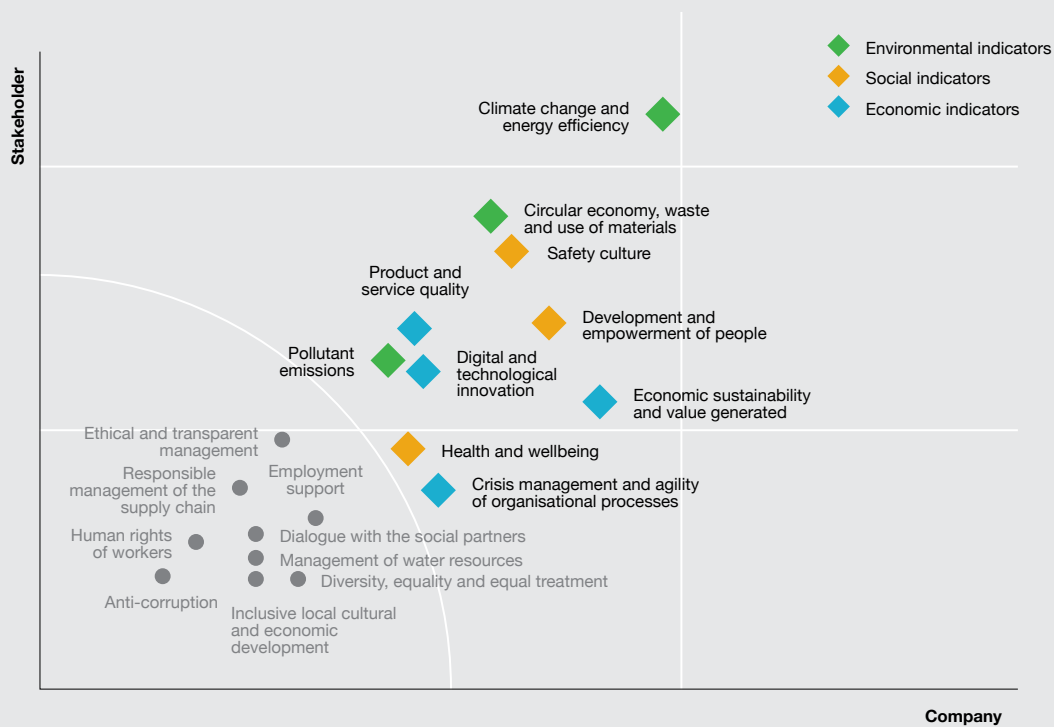 Stakeholder
Environmental indicators
Social indicators
Economic indicators
Climate change and
energy efficiency
Circular economy, waste
and use of materials
Safety culture
Product and
service quality
Development and
empowerment of people
Pollutant
emissions
Digital and
technological
innovation
Economic sustainability
and value generated
Ethical and transparent
management
Health and wellbeing
Employment
support
Responsible
management of the
supply chain
Crisis management and agility
of organisational processes
Human rights
of workers
Dialogue with the social partners
Management of water resources
Diversity, equality and equal treatment
Anti-corruption
Inclusive local cultural
and economic
development
Company